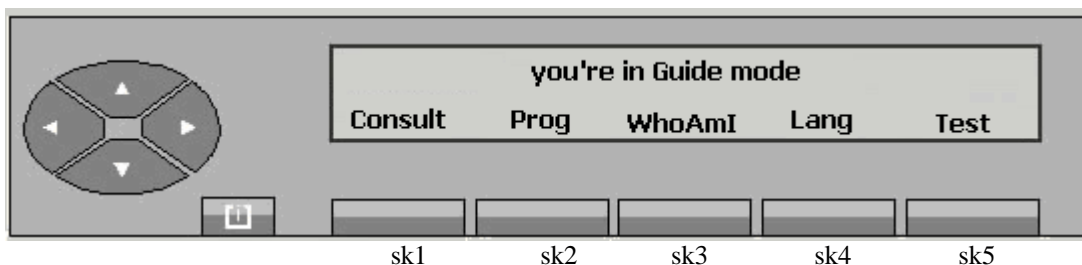 you're in Guide mode
Consult Prog WhoAmI Lang Test
sk1 sk2 sk3 sk4 sk5